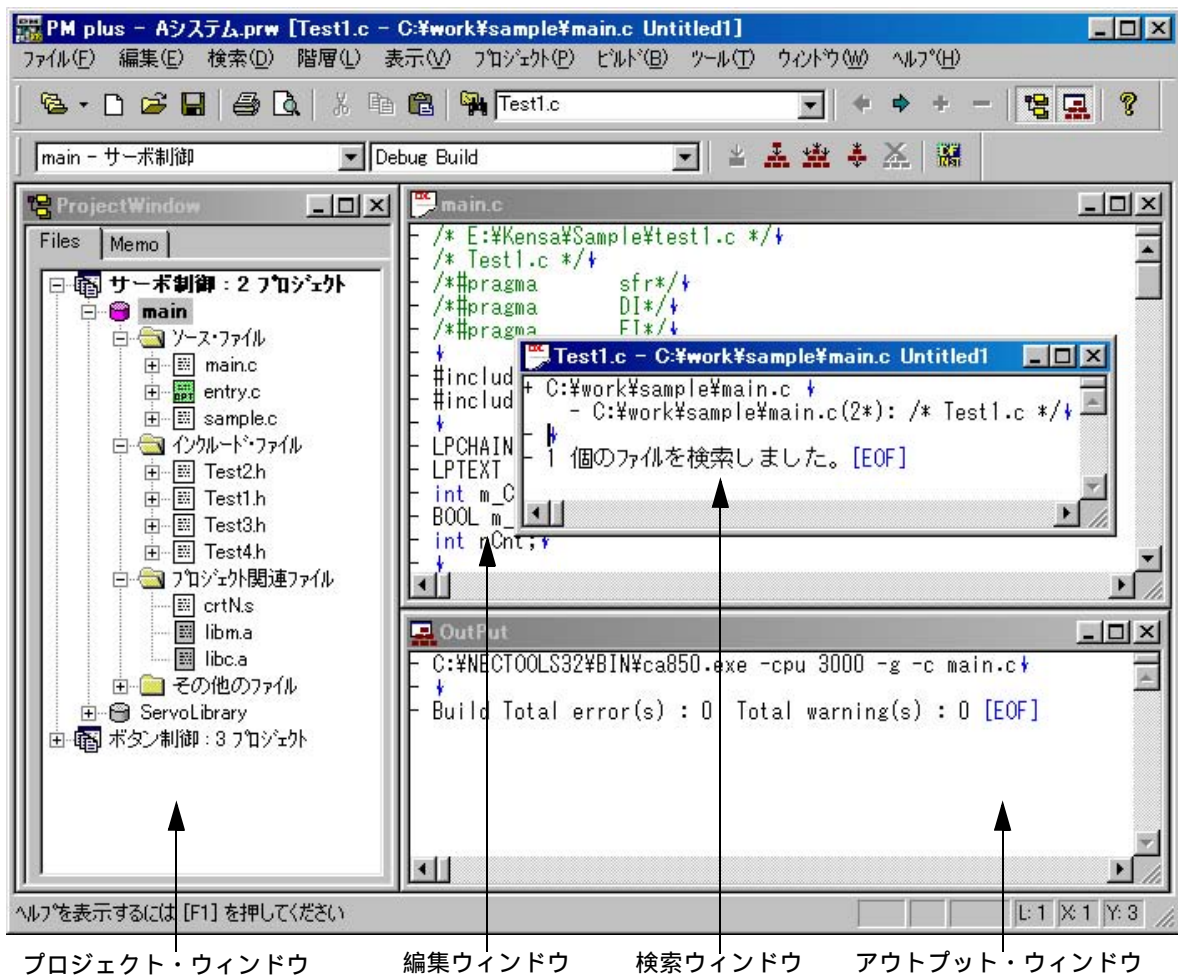 PM plus - Aシステム.prw [Test1.c - C:¥work¥sample¥main.c Untitled1]
ファイル(F) 編集(E) 検索(D) 階層(L) 表示(V) プロジェクト(P) ビルド(B) ツール(T) ウィンドウ(W) ヘルプ(H)
Test1.c
main - サーボ制御
Debug Build
ProjectWindow
Files Memo
サーボ制御 : 2 プロジェクト
main
ソース・ファイル
main.c
entry.c
sample.c
インクルード・ファイル
Test2.h
Test1.h
Test3.h
Test4.h
プロジェクト関連ファイル
crtN.s
libm.a
libc.a
その他のファイル
ServoLibrary
ボタン制御 : 3 プロジェクト
main.c
/* E:¥Kensa¥Sample¥test1.c */
/* Test1.c */
/*#pragma sfr*/
/*#pragma DI*/
/*#pragma EI*/
#includ
#includ
LPCHAIN
LPTEXT
int m_C
BOOL m_
int nCnt;
Test1.c - C:¥work¥sample¥main.c Untitled1
+ C:¥work¥sample¥main.c
- C:¥work¥sample¥main.c(2*): /* Test1.c */
-
- 1 個のファイルを検索しました。[EOF]
OutPut
- C:¥NECTOOLS32¥BIN¥ca850.exe -cpu 3000 -g -c main.c
-
- Build Total error(s) : 0 Total warning(s) : 0 [EOF]
ヘルプを表示するには [F1] を押してください
L: 1 X: 1 Y: 3
プロジェクト・ウィンドウ 編集ウィンドウ 検索ウィンドウ アウトプット・ウィンドウ